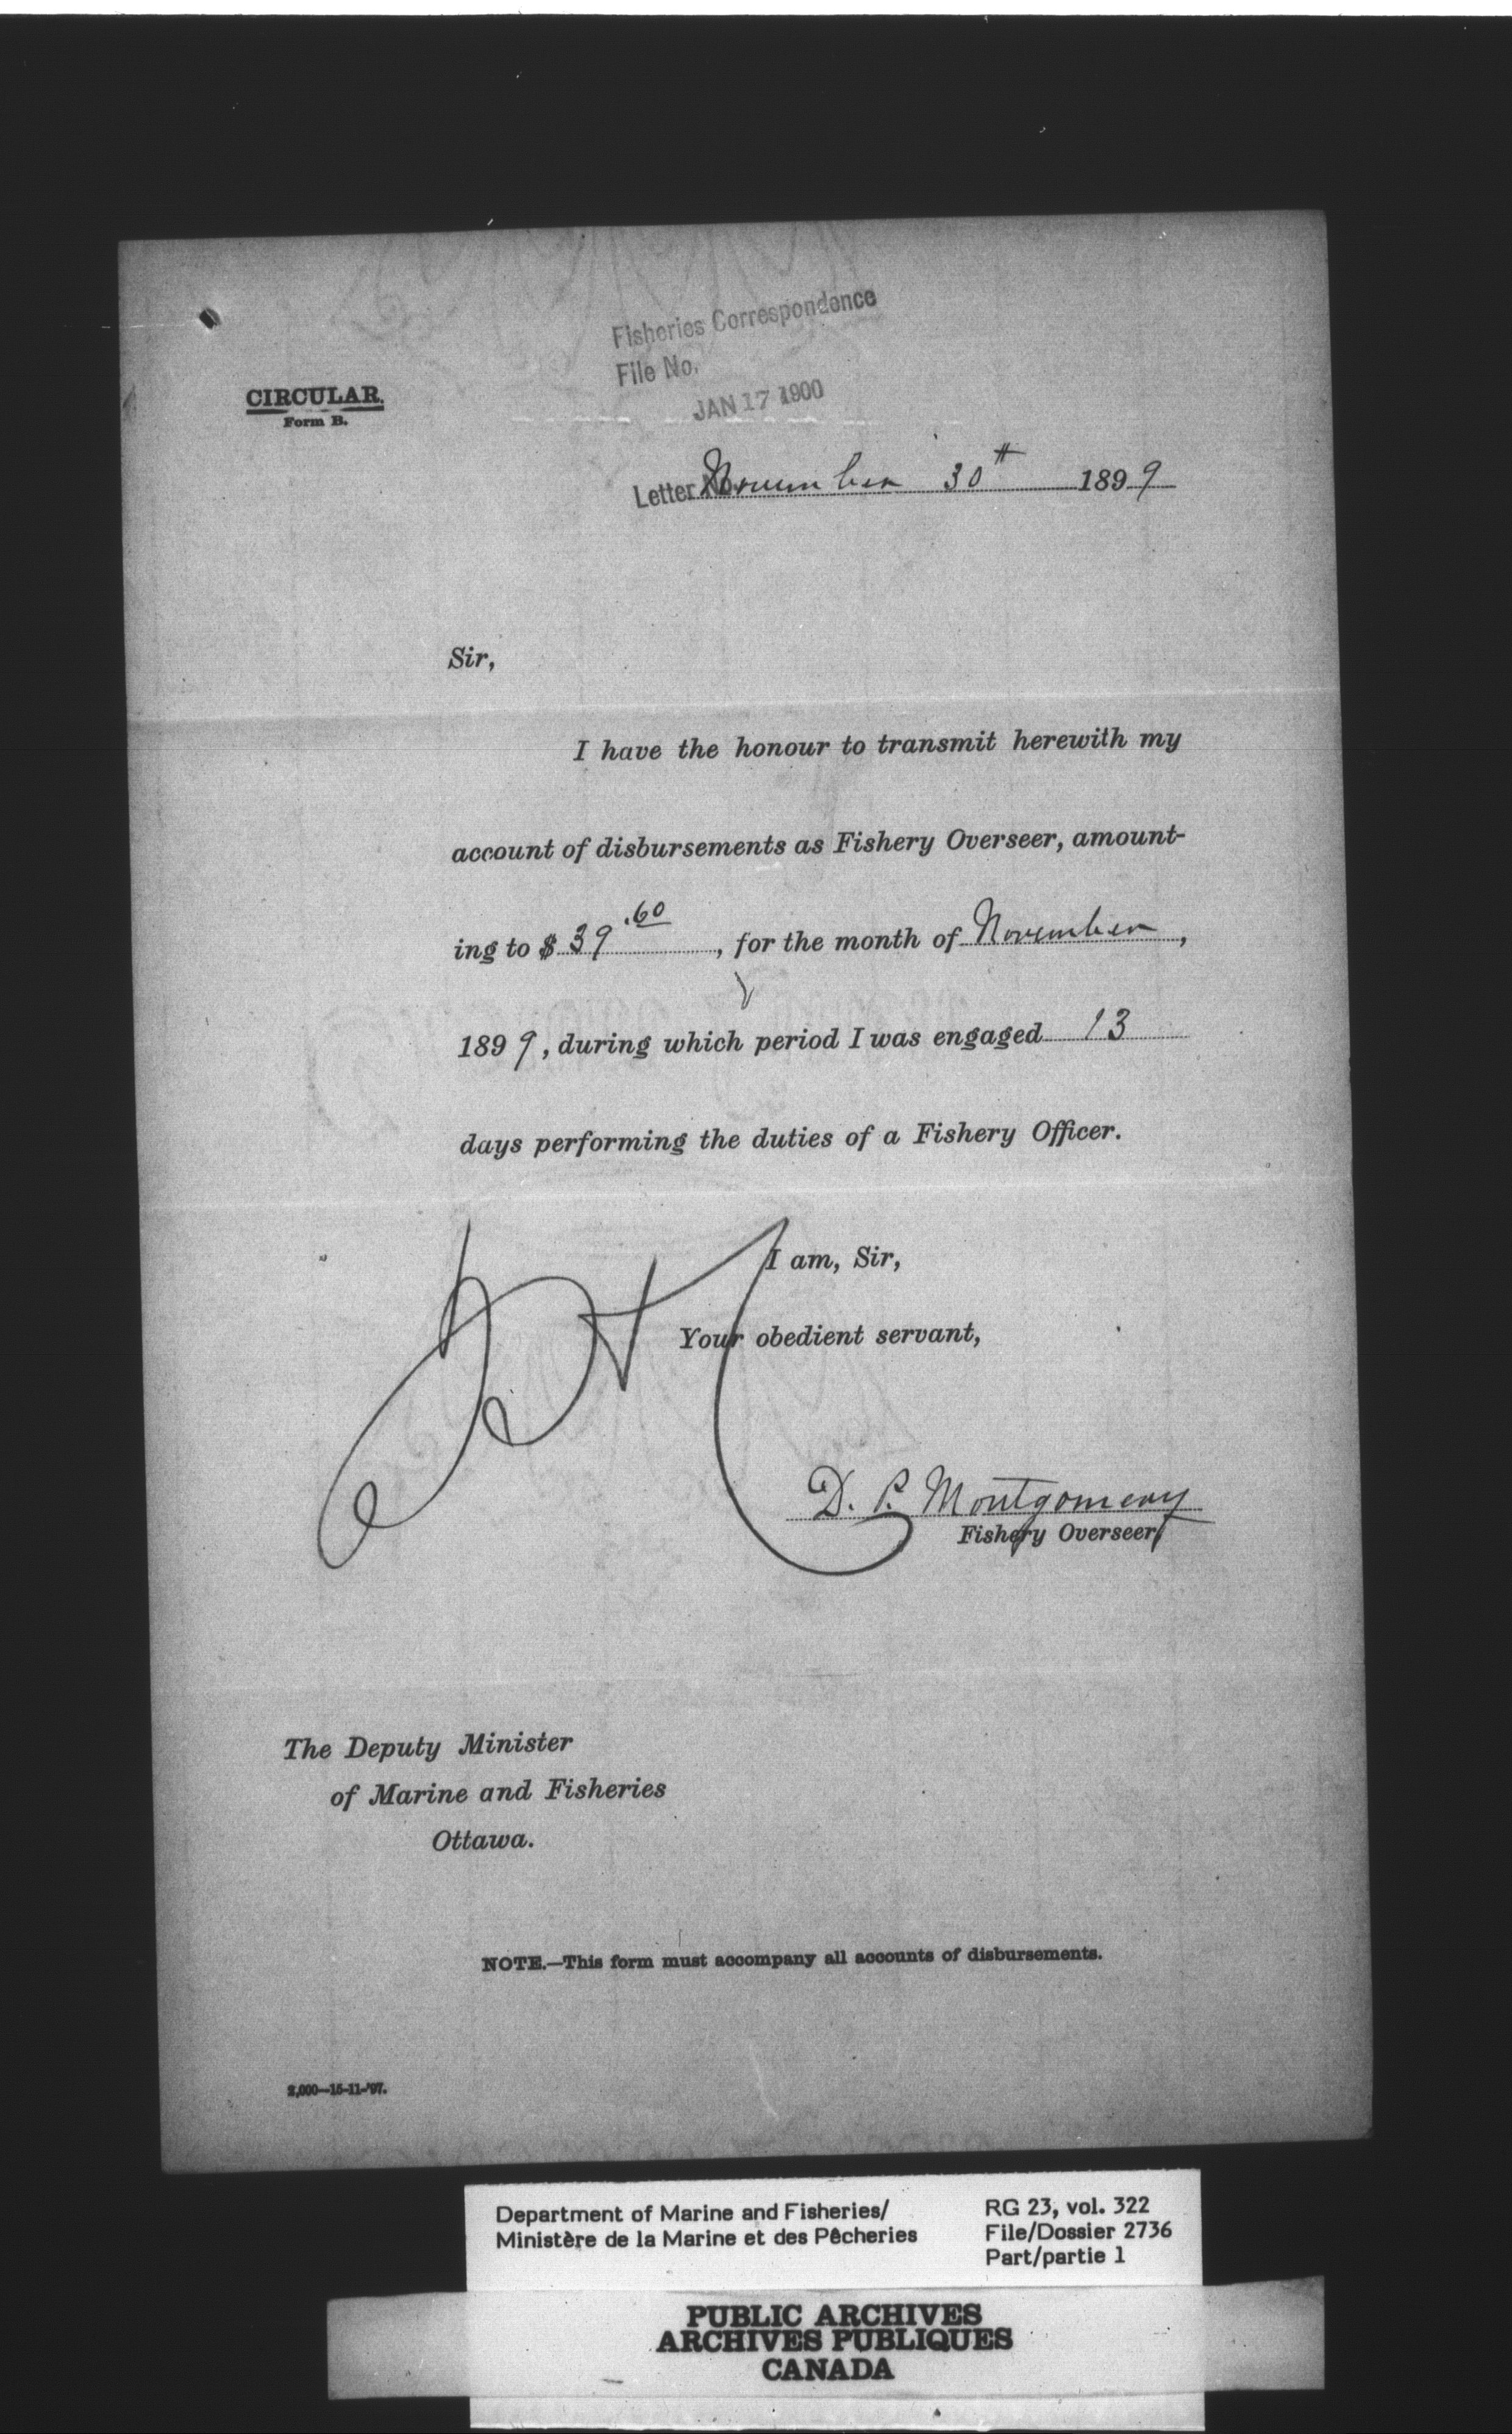 Fisheries Correspondence
File No.
JAN 17 1900
CIRCULAR.
Form B.
Letter No. November 30th 1899
Sir,
I have the honour to transmit herewith my
account of disbursements as Fishery Overseer, amount-
ing to $ 39.60, for the month of November,
1899, during which period I was engaged 13
days performing the duties of a Fishery Officer.
I am, Sir,
Your obedient servant,
D. P. Montgomery
Fishery Overseer.
The Deputy Minister
of Marine and Fisheries
Ottawa.
NOTE.—This form must accompany all accounts of disbursements.
2,000—15-11-'97.
Department of Marine and Fisheries/
Ministère de la Marine et des Pêcheries
RG 23, vol. 322
File/Dossier 2736
Part/partie 1
PUBLIC ARCHIVES
ARCHIVES PUBLIQUES
CANADA